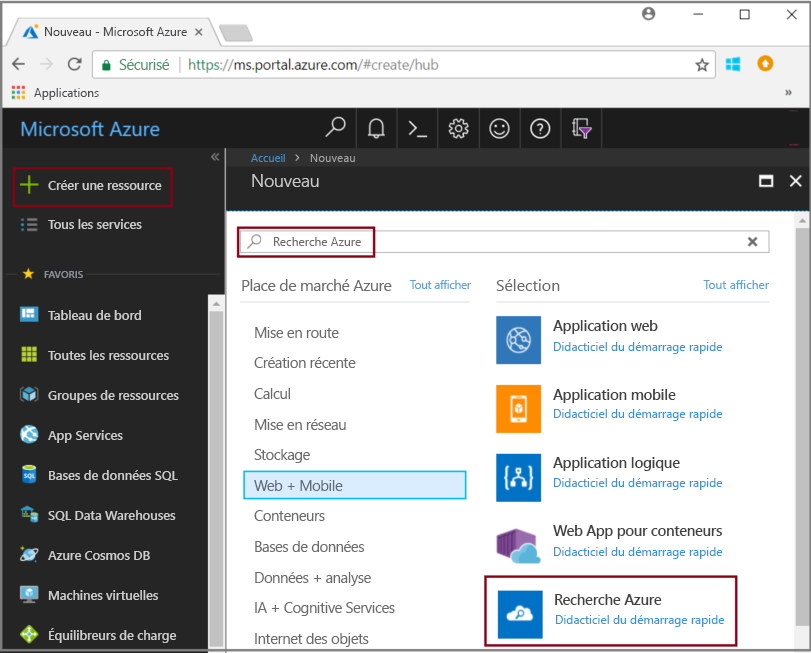 Nouveau - Microsoft Azure
Sécurisé
https://ms.portal.azure.com/#create/hub
Applications
»
Microsoft Azure
«
Accueil > Nouveau
Nouveau
Créer une ressource
Tous les services
FAVORIS
Tableau de bord
Toutes les ressources
Groupes de ressources
App Services
SQL
Bases de données SQL
SQL Data Warehouses
Azure Cosmos DB
Machines virtuelles
Équilibreurs de charge
Recherche Azure
Place de marché Azure
Tout afficher
Mise en route
Création récente
Calcul
Mise en réseau
Stockage
Web + Mobile
Conteneurs
Bases de données
Données + analyse
IA + Cognitive Services
Internet des objets
Sélection
Tout afficher
Application web
Didacticiel du démarrage rapide
Application mobile
Didacticiel du démarrage rapide
Application logique
Didacticiel du démarrage rapide
Web App pour conteneurs
Didacticiel du démarrage rapide
Recherche Azure
Didacticiel du démarrage rapide